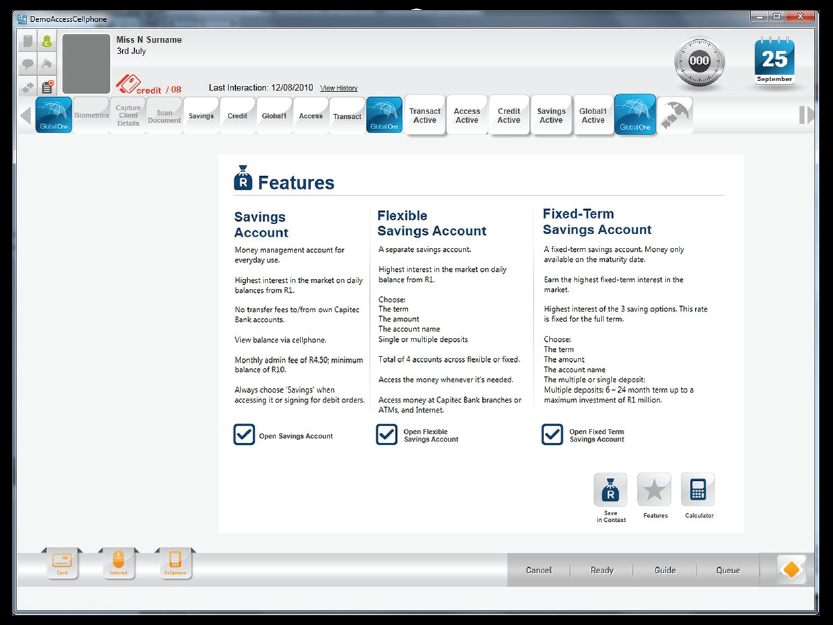 DemoAccessCellphone
Miss N Surname
3rd July
credit / 08
Last Interaction: 12/08/2010 View History
000
25
September
GlobalOne
Biometrics
Capture
Client
Details
Scan
Document
Savings
Credit
Global1
Access
Transact
GlobalOne
Transact
Active
Access
Active
Credit
Active
Savings
Active
Global1
Active
GlobalOne
R
Features
Savings
Account
Money management account for
everyday use.
Highest interest in the market on daily
balances from R1.
No transfer fees to/from own Capitec
Bank accounts.
View balance via cellphone.
Monthly admin fee of R4.50; minimum
balance of R10.
Always choose 'Savings' when
accessing it or signing for debit orders.
Open Savings Account
Flexible
Savings Account
A separate savings account.
Highest interest in the market on daily
balance from R1.
Choose:
The term
The amount
The account name
Single or multiple deposits
Total of 4 accounts across flexible or fixed.
Access the money whenever it's needed.
Access money at Capitec Bank branches or
ATMs, and Internet.
Open Flexible
Savings Account
Fixed-Term
Savings Account
A fixed-term savings account. Money only
available on the maturity date.
Earn the highest fixed-term interest in the
market.
Highest interest of the 3 saving options. This rate
is fixed for the full term.
Choose:
The term
The amount
The account name
The multiple or single deposit:
Multiple deposits: 6 – 24 month term up to a
maximum investment of R1 million.
Open Fixed Term
Savings Account
R
Save
in Context
Features
Calculator
Card
Internet
Cellphone
Cancel
Ready
Guide
Queue